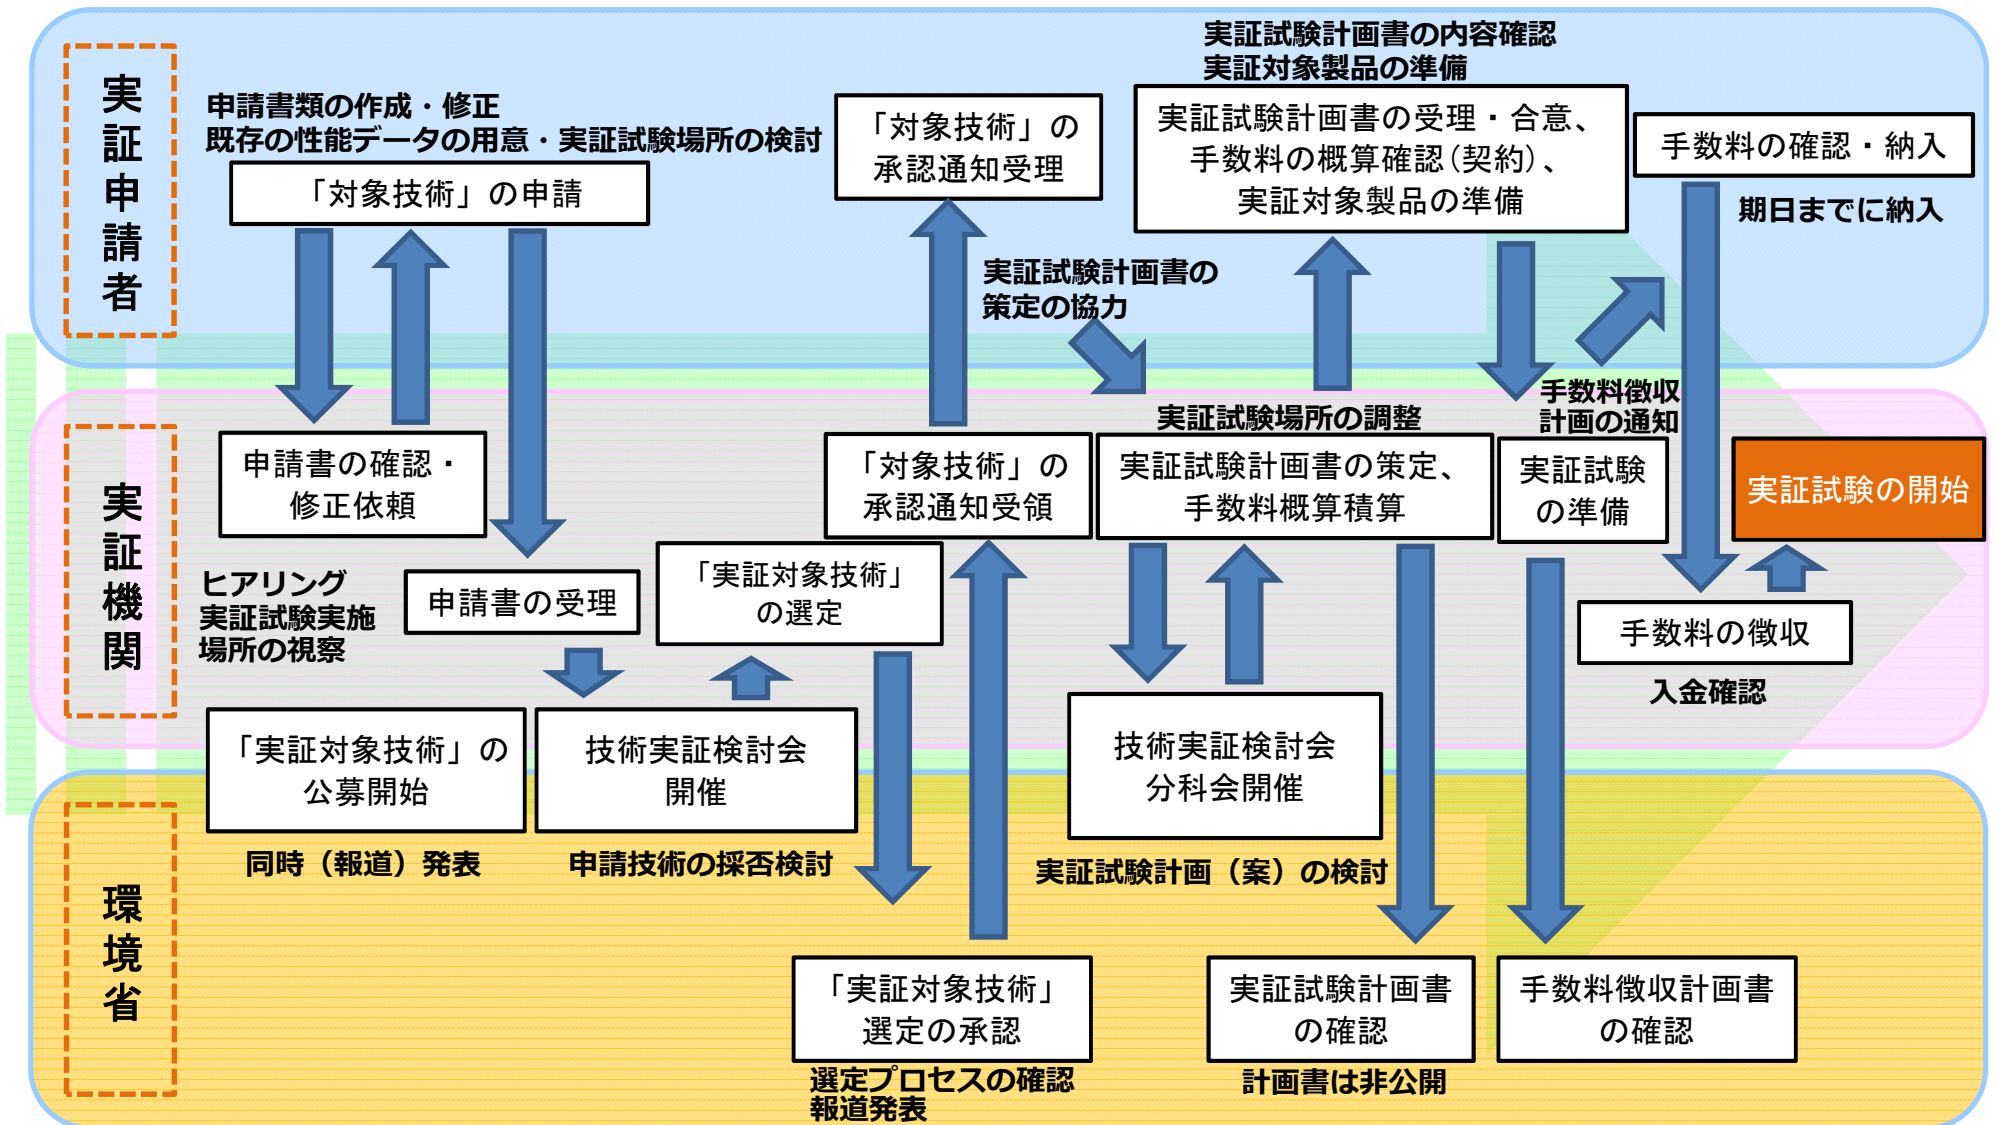 実証申請者
申請書類の作成・修正
既存の性能データの用意・実証試験場所の検討
「対象技術」の申請
「対象技術」の
承認通知受理
実証試験計画書の内容確認
実証対象製品の準備
実証試験計画書の受理・合意、
手数料の概算確認(契約)、
実証対象製品の準備
手数料の確認・納入
期日までに納入
実証試験計画書の
策定の協力
実証機関
申請書の確認・
修正依頼
ヒアリング
実証試験実施
場所の視察
申請書の受理
「実証対象技術」
の選定
「対象技術」の
承認通知受領
実証試験場所の調整
実証試験計画書の策定、
手数料概算積算
手数料徴収
計画の通知
実証試験
の準備
実証試験の開始
手数料の徴収
入金確認
「実証対象技術」の
公募開始
同時（報道）発表
技術実証検討会
開催
申請技術の採否検討
技術実証検討会
分科会開催
実証試験計画（案）の検討
環境省
「実証対象技術」
選定の承認
選定プロセスの確認
報道発表
実証試験計画書
の確認
計画書は非公開
手数料徴収計画書
の確認